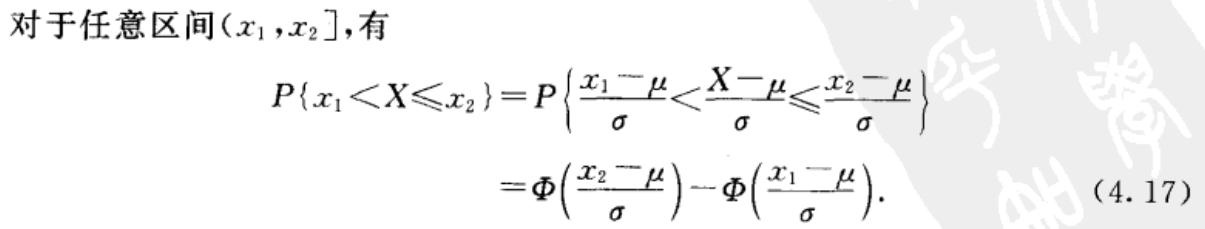 对于任意区间(x₁,x₂],有
P{x₁<X≤x₂}=P{(x₁-μ)/σ<(X-μ)/σ≤(x₂-μ)/σ}
=Φ((x₂-μ)/σ)-Φ((x₁-μ)/σ). (4.17)